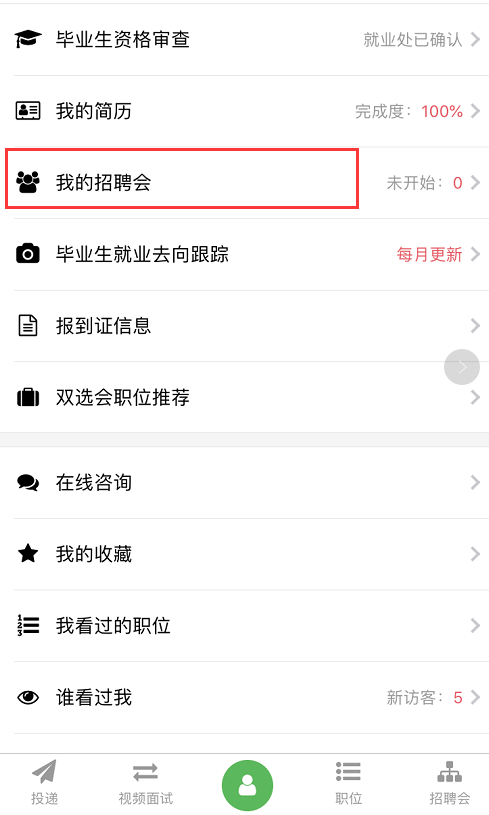 毕业生资格审查 就业处已确认
我的简历 完成度：100%
我的招聘会 未开始：0
毕业生就业去向跟踪 每月更新
报到证信息
双选会职位推荐
在线咨询
我的收藏
我看过的职位
谁看过我 新访客：5
投递 视频面试 职位 招聘会